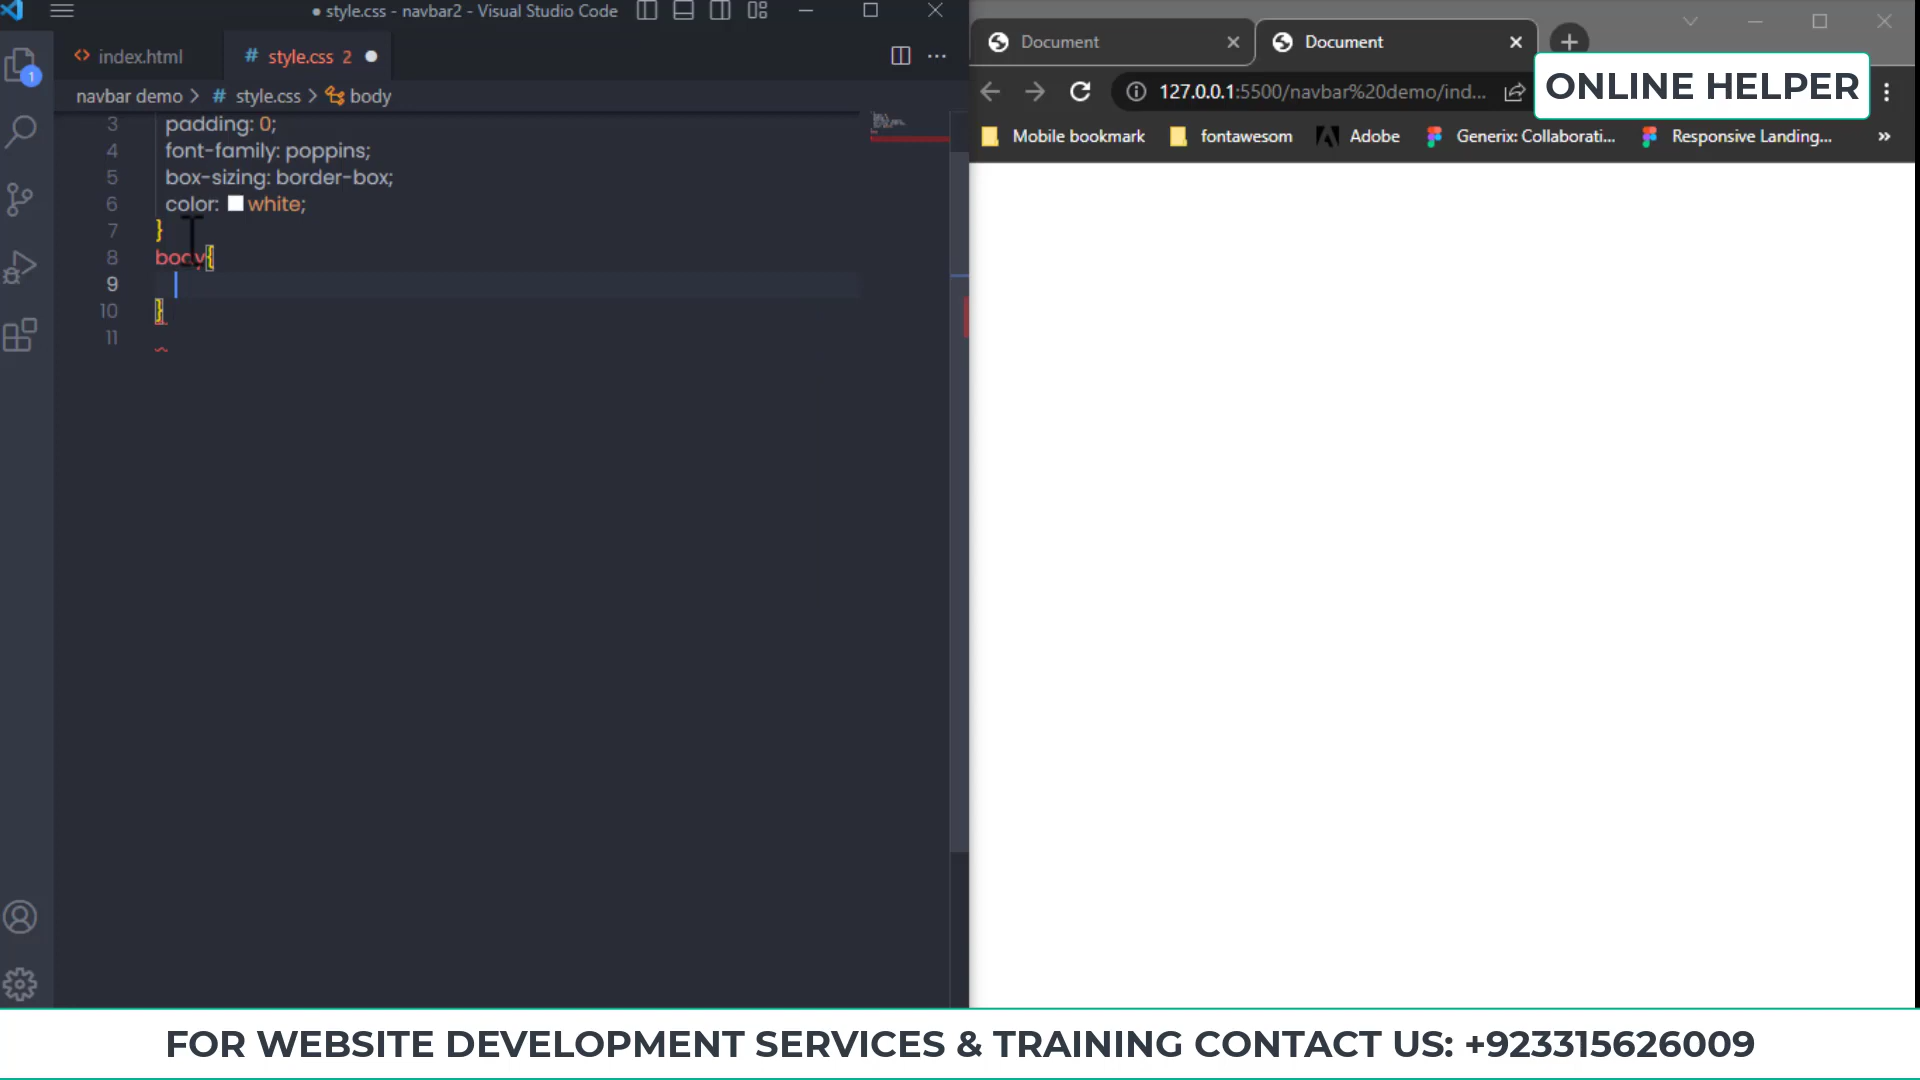 style.css - navbar2 - Visual Studio Code
index.html
# style.css 2
navbar demo > # style.css > body
3 padding: 0;
4 font-family: poppins;
5 box-sizing: border-box;
6 color: white;
7 }
8 body{
9
10 }
11
1
Document
Document
127.0.0.1:5500/navbar%20demo/ind...
ONLINE HELPER
Mobile bookmark fontawesom Adobe Generix: Collaborati... Responsive Landing... »
FOR WEBSITE DEVELOPMENT SERVICES & TRAINING CONTACT US: +923315626009